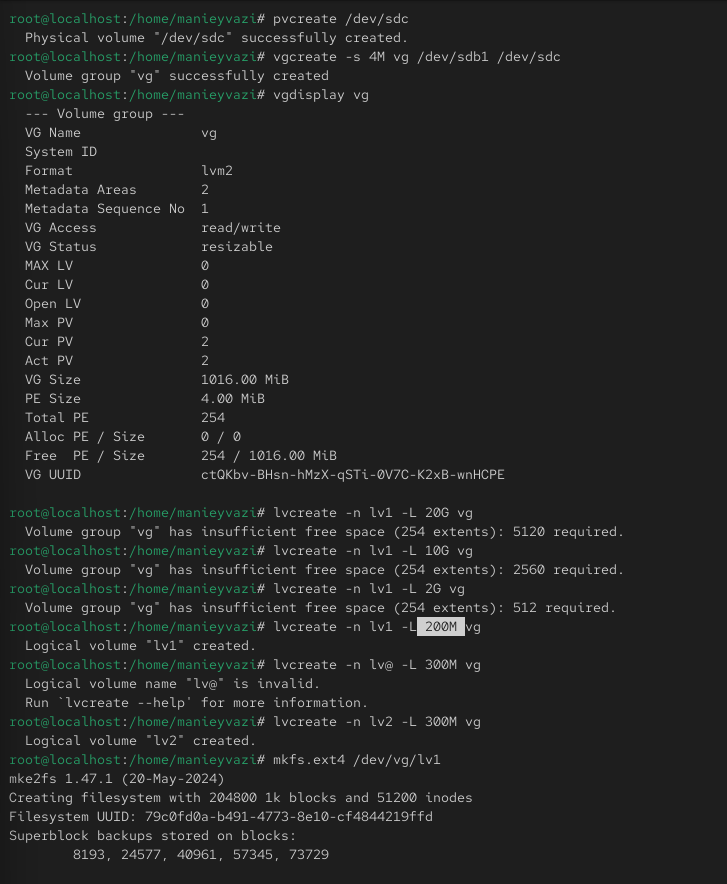 root@localhost:/home/manieyvazi# pvcreate /dev/sdc
  Physical volume "/dev/sdc" successfully created.
root@localhost:/home/manieyvazi# vgcreate -s 4M vg /dev/sdb1 /dev/sdc
  Volume group "vg" successfully created
root@localhost:/home/manieyvazi# vgdisplay vg
  --- Volume group ---
  VG Name               vg
  System ID
  Format                lvm2
  Metadata Areas        2
  Metadata Sequence No  1
  VG Access             read/write
  VG Status             resizable
  MAX LV                0
  Cur LV                0
  Open LV               0
  Max PV                0
  Cur PV                2
  Act PV                2
  VG Size               1016.00 MiB
  PE Size               4.00 MiB
  Total PE              254
  Alloc PE / Size       0 / 0
  Free  PE / Size       254 / 1016.00 MiB
  VG UUID               ctQKbv-BHsn-hMzX-qSTi-0V7C-K2xB-wnHCPE

root@localhost:/home/manieyvazi# lvcreate -n lv1 -L 20G vg
  Volume group "vg" has insufficient free space (254 extents): 5120 required.
root@localhost:/home/manieyvazi# lvcreate -n lv1 -L 10G vg
  Volume group "vg" has insufficient free space (254 extents): 2560 required.
root@localhost:/home/manieyvazi# lvcreate -n lv1 -L 2G vg
  Volume group "vg" has insufficient free space (254 extents): 512 required.
root@localhost:/home/manieyvazi# lvcreate -n lv1 -L 200M vg
  Logical volume "lv1" created.
root@localhost:/home/manieyvazi# lvcreate -n lv@ -L 300M vg
  Logical volume name "lv@" is invalid.
  Run `lvcreate --help' for more information.
root@localhost:/home/manieyvazi# lvcreate -n lv2 -L 300M vg
  Logical volume "lv2" created.
root@localhost:/home/manieyvazi# mkfs.ext4 /dev/vg/lv1
mke2fs 1.47.1 (20-May-2024)
Creating filesystem with 204800 1k blocks and 51200 inodes
Filesystem UUID: 79c0fd0a-b491-4773-8e10-cf4844219ffd
Superblock backups stored on blocks:
        8193, 24577, 40961, 57345, 73729